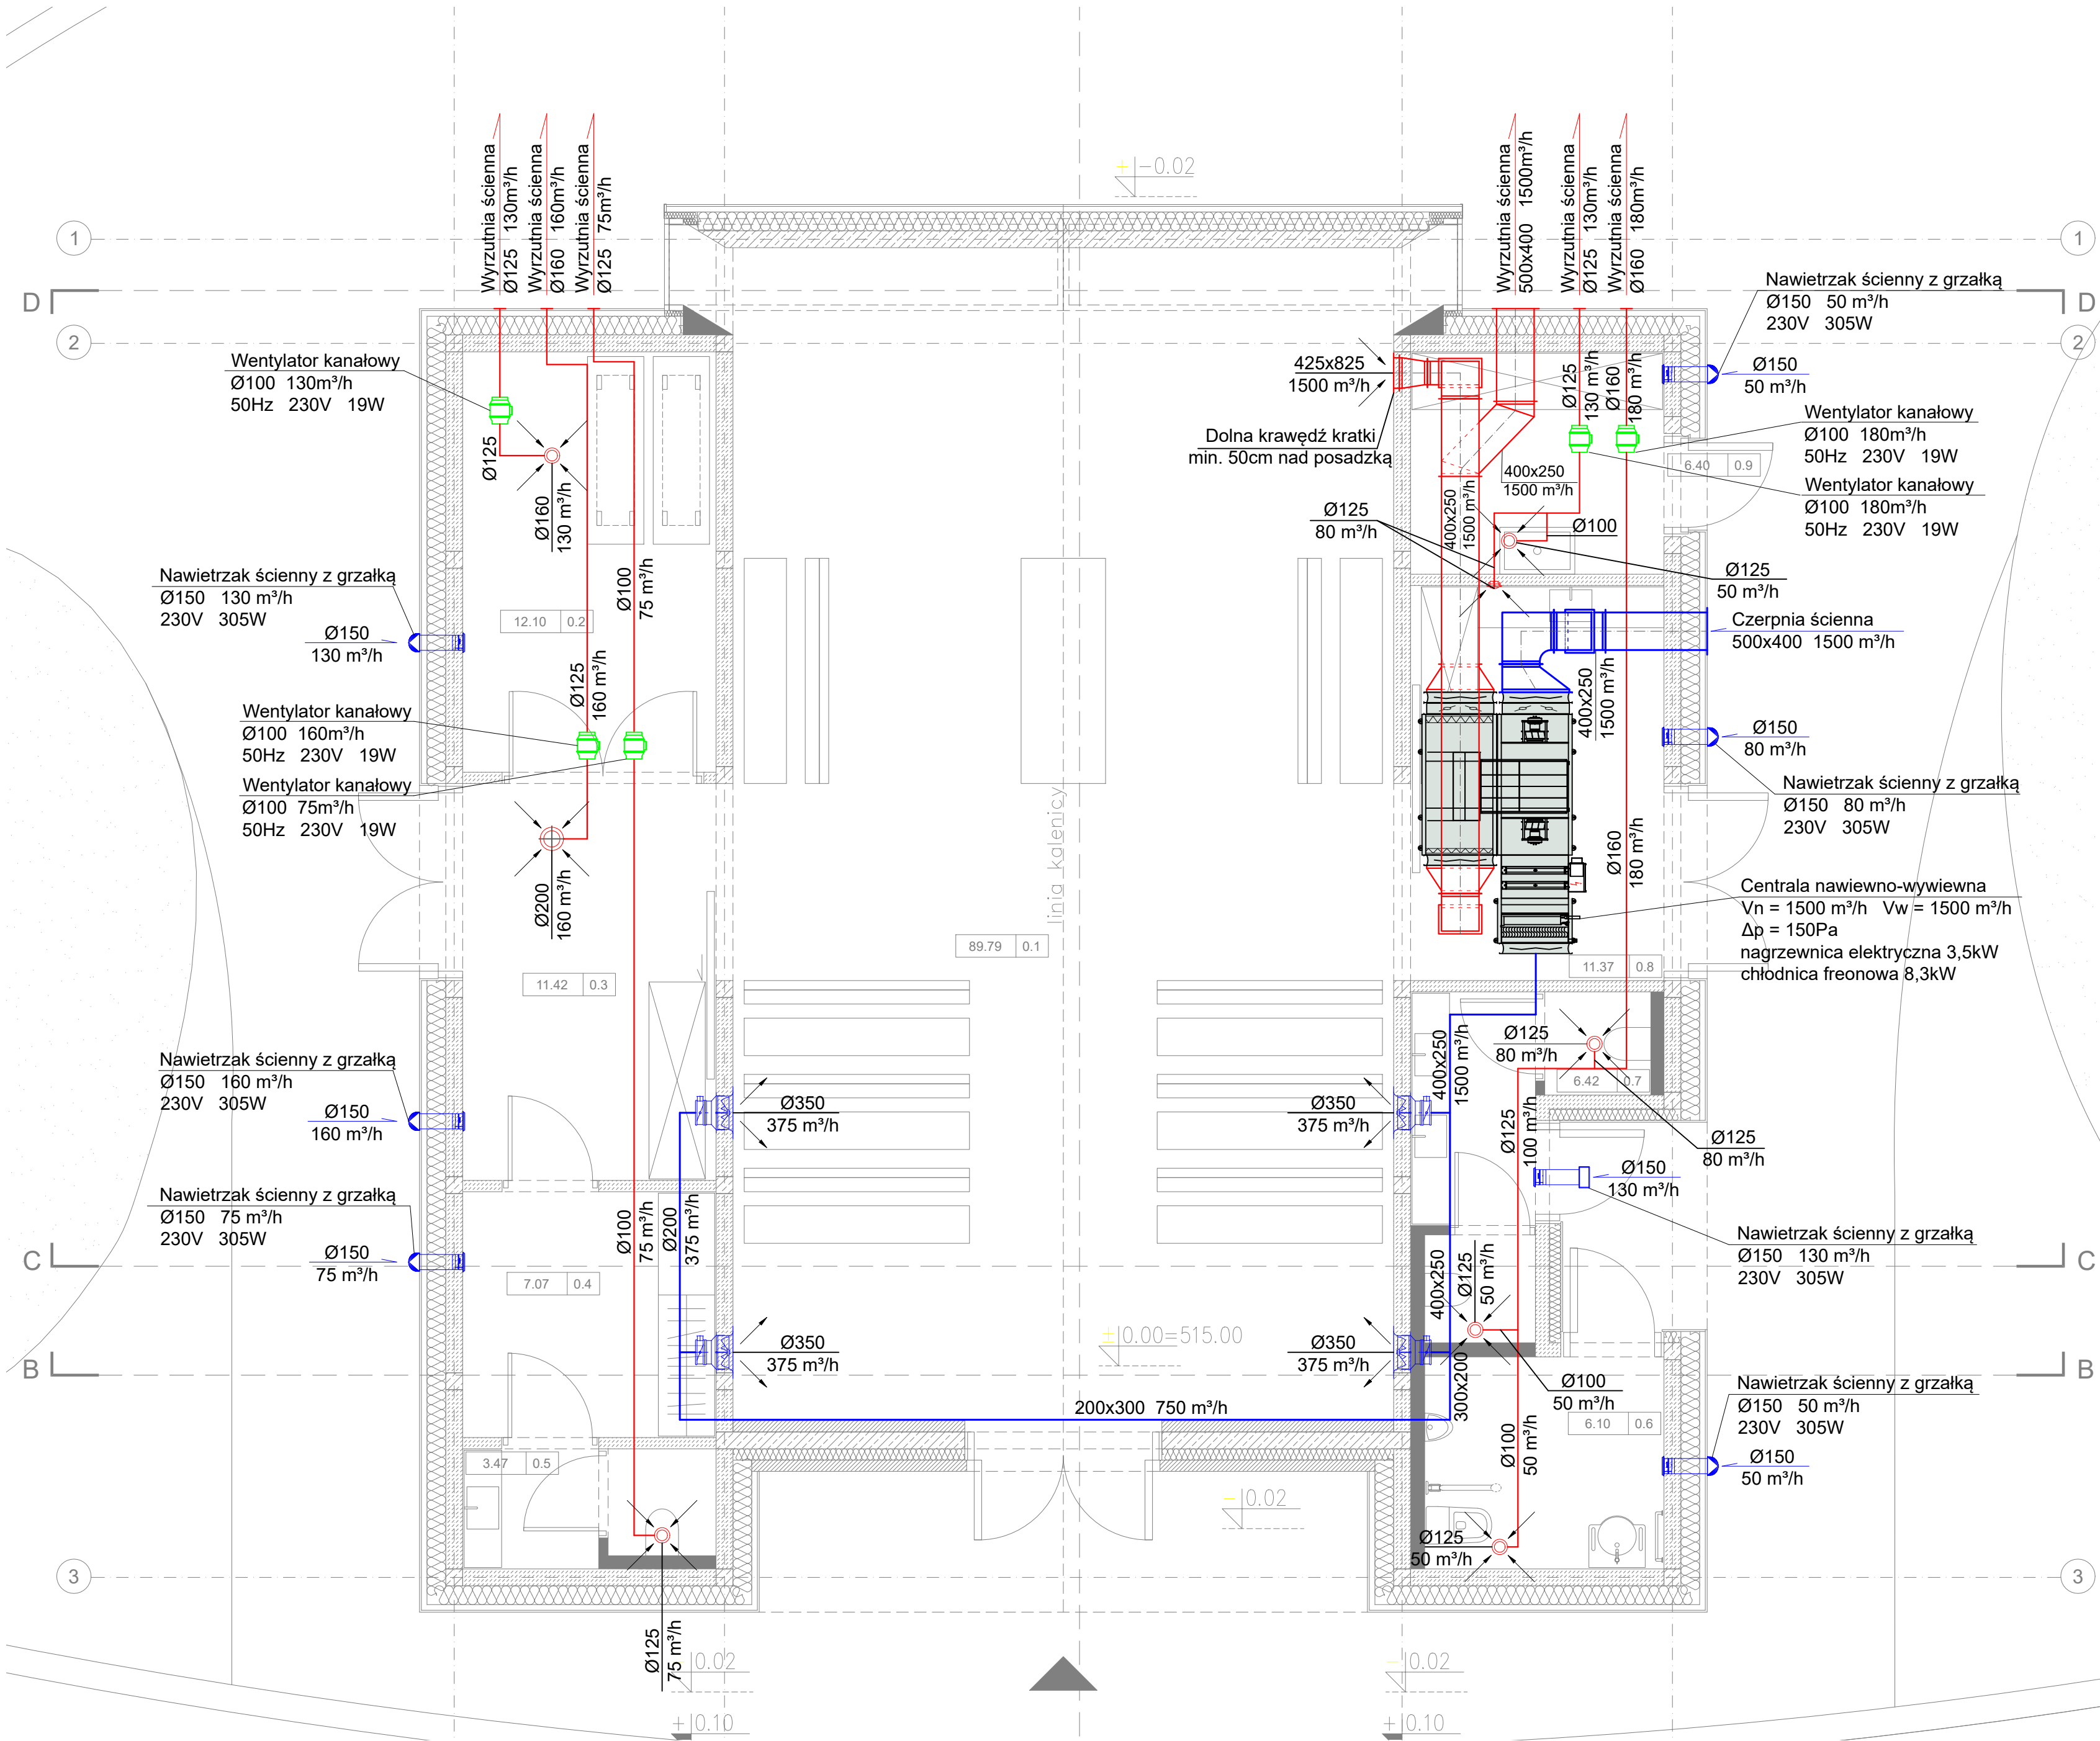 Wyrzutnia ścienna
Ø125 130m³/h
Wyrzutnia ścienna
Ø160 160m³/h
Wyrzutnia ścienna
Ø125 75m³/h
Wyrzutnia ścienna
500x400 1500m³/h
Wyrzutnia ścienna
Ø125 130m³/h
Wyrzutnia ścienna
Ø160 180m³/h
-0.02
1
1
D
D
2
2
Nawietrzak ścienny z grzałką
Ø150 50 m³/h
230V 305W
Ø150
50 m³/h
Wentylator kanałowy
Ø100 130m³/h
50Hz 230V 19W
425x825
1500 m³/h
Ø125
130 m³/h
Ø160
180 m³/h
Dolna krawędź kratki
min. 50cm nad posadzką
Wentylator kanałowy
Ø100 180m³/h
50Hz 230V 19W
6.40 0.9
Wentylator kanałowy
Ø100 180m³/h
50Hz 230V 19W
Ø125
Ø160
130 m³/h
400x250
1500 m³/h
400x250
1500 m³/h
Ø125
80 m³/h
Ø100
Ø125
50 m³/h
Nawietrzak ścienny z grzałką
Ø150 130 m³/h
230V 305W
Ø150
130 m³/h
Ø100
75 m³/h
12.10 0.2
Czerpnia ścienna
500x400 1500 m³/h
Ø125
160 m³/h
400x250
1500 m³/h
Wentylator kanałowy
Ø100 160m³/h
50Hz 230V 19W
Wentylator kanałowy
Ø100 75m³/h
50Hz 230V 19W
Ø150
80 m³/h
Nawietrzak ścienny z grzałką
Ø150 80 m³/h
230V 305W
linia kalenicy
Ø160
180 m³/h
Ø200
160 m³/h
Centrala nawiewno-wywiewna
Vn = 1500 m³/h Vw = 1500 m³/h
Δp = 150Pa
nagrzewnica elektryczna 3,5kW
chłodnica freonowa 8,3kW
89.79 0.1
11.42 0.3
11.37 0.8
Nawietrzak ścienny z grzałką
Ø150 160 m³/h
230V 305W
Ø150
160 m³/h
400x250
1500 m³/h
Ø125
80 m³/h
6.42 0.7
Ø350
375 m³/h
Ø350
375 m³/h
Ø125
100 m³/h
Ø125
80 m³/h
Ø150
130 m³/h
Nawietrzak ścienny z grzałką
Ø150 75 m³/h
230V 305W
Ø150
75 m³/h
Ø100
75 m³/h
Ø200
375 m³/h
Nawietrzak ścienny z grzałką
Ø150 130 m³/h
230V 305W
C
C
7.07 0.4
400x250
Ø125
50 m³/h
±0.00=515.00
Ø350
375 m³/h
Ø350
375 m³/h
B
B
300x200
Ø100
50 m³/h
200x300 750 m³/h
6.10 0.6
Nawietrzak ścienny z grzałką
Ø150 50 m³/h
230V 305W
Ø150
50 m³/h
Ø100
50 m³/h
3.47 0.5
-0.02
Ø125
50 m³/h
3
3
Ø125
75 m³/h
-0.02
-0.02
+0.10
+0.10